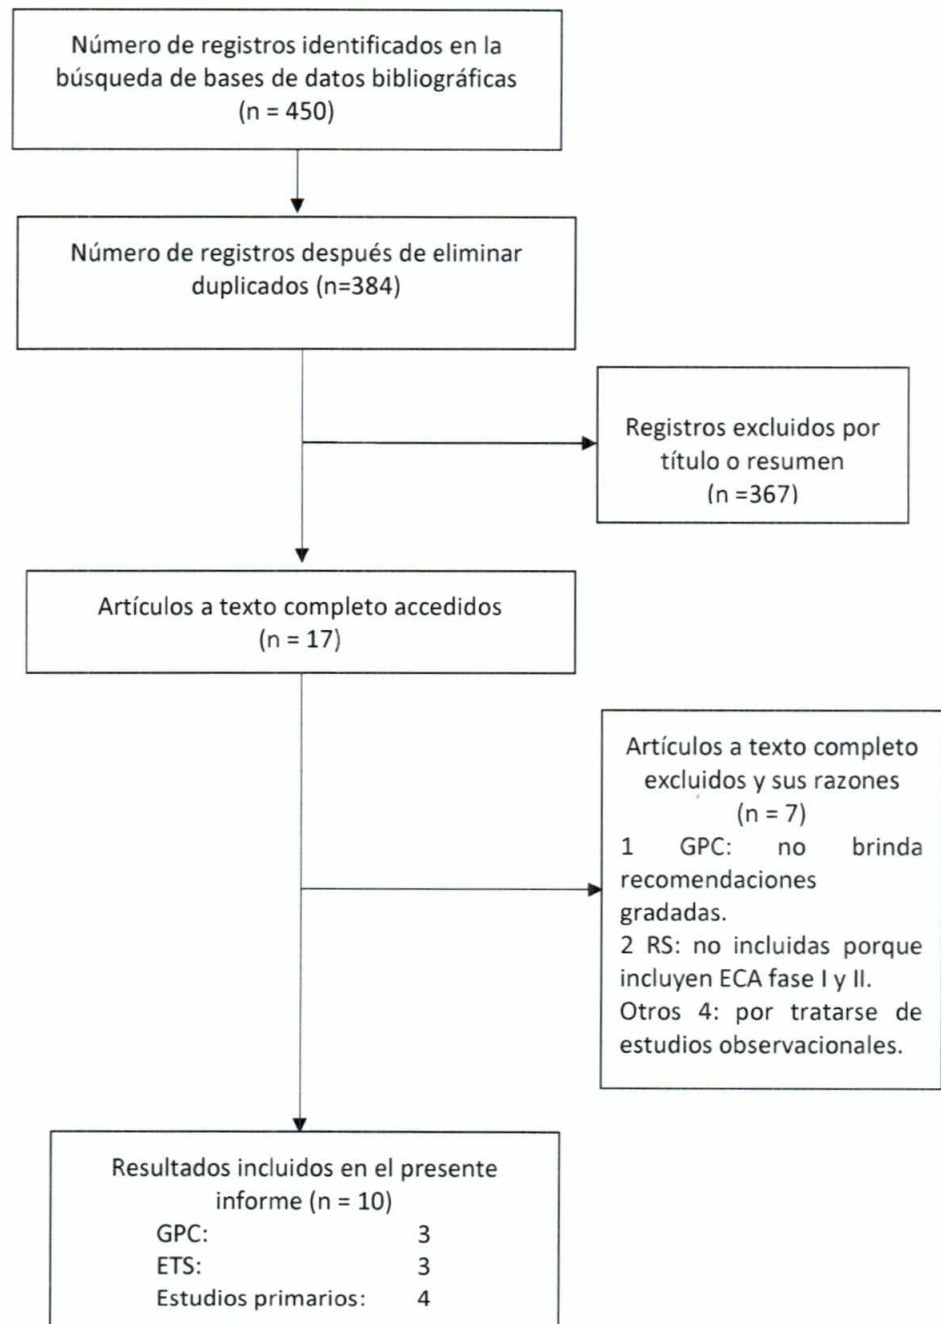 Número de registros identificados en la
búsqueda de bases de datos bibliográficas
(n = 450)
Número de registros después de eliminar
duplicados (n=384)
Registros excluidos por
título o resumen
(n =367)
Artículos a texto completo accedidos
(n = 17)
Artículos a texto completo
excluidos y sus razones
(n = 7)
1 GPC: no brinda
recomendaciones
gradadas.
2 RS: no incluidas porque
incluyen ECA fase I y II.
Otros 4: por tratarse de
estudios observacionales.
Resultados incluidos en el presente
informe (n = 10)
GPC: 3
ETS: 3
Estudios primarios: 4